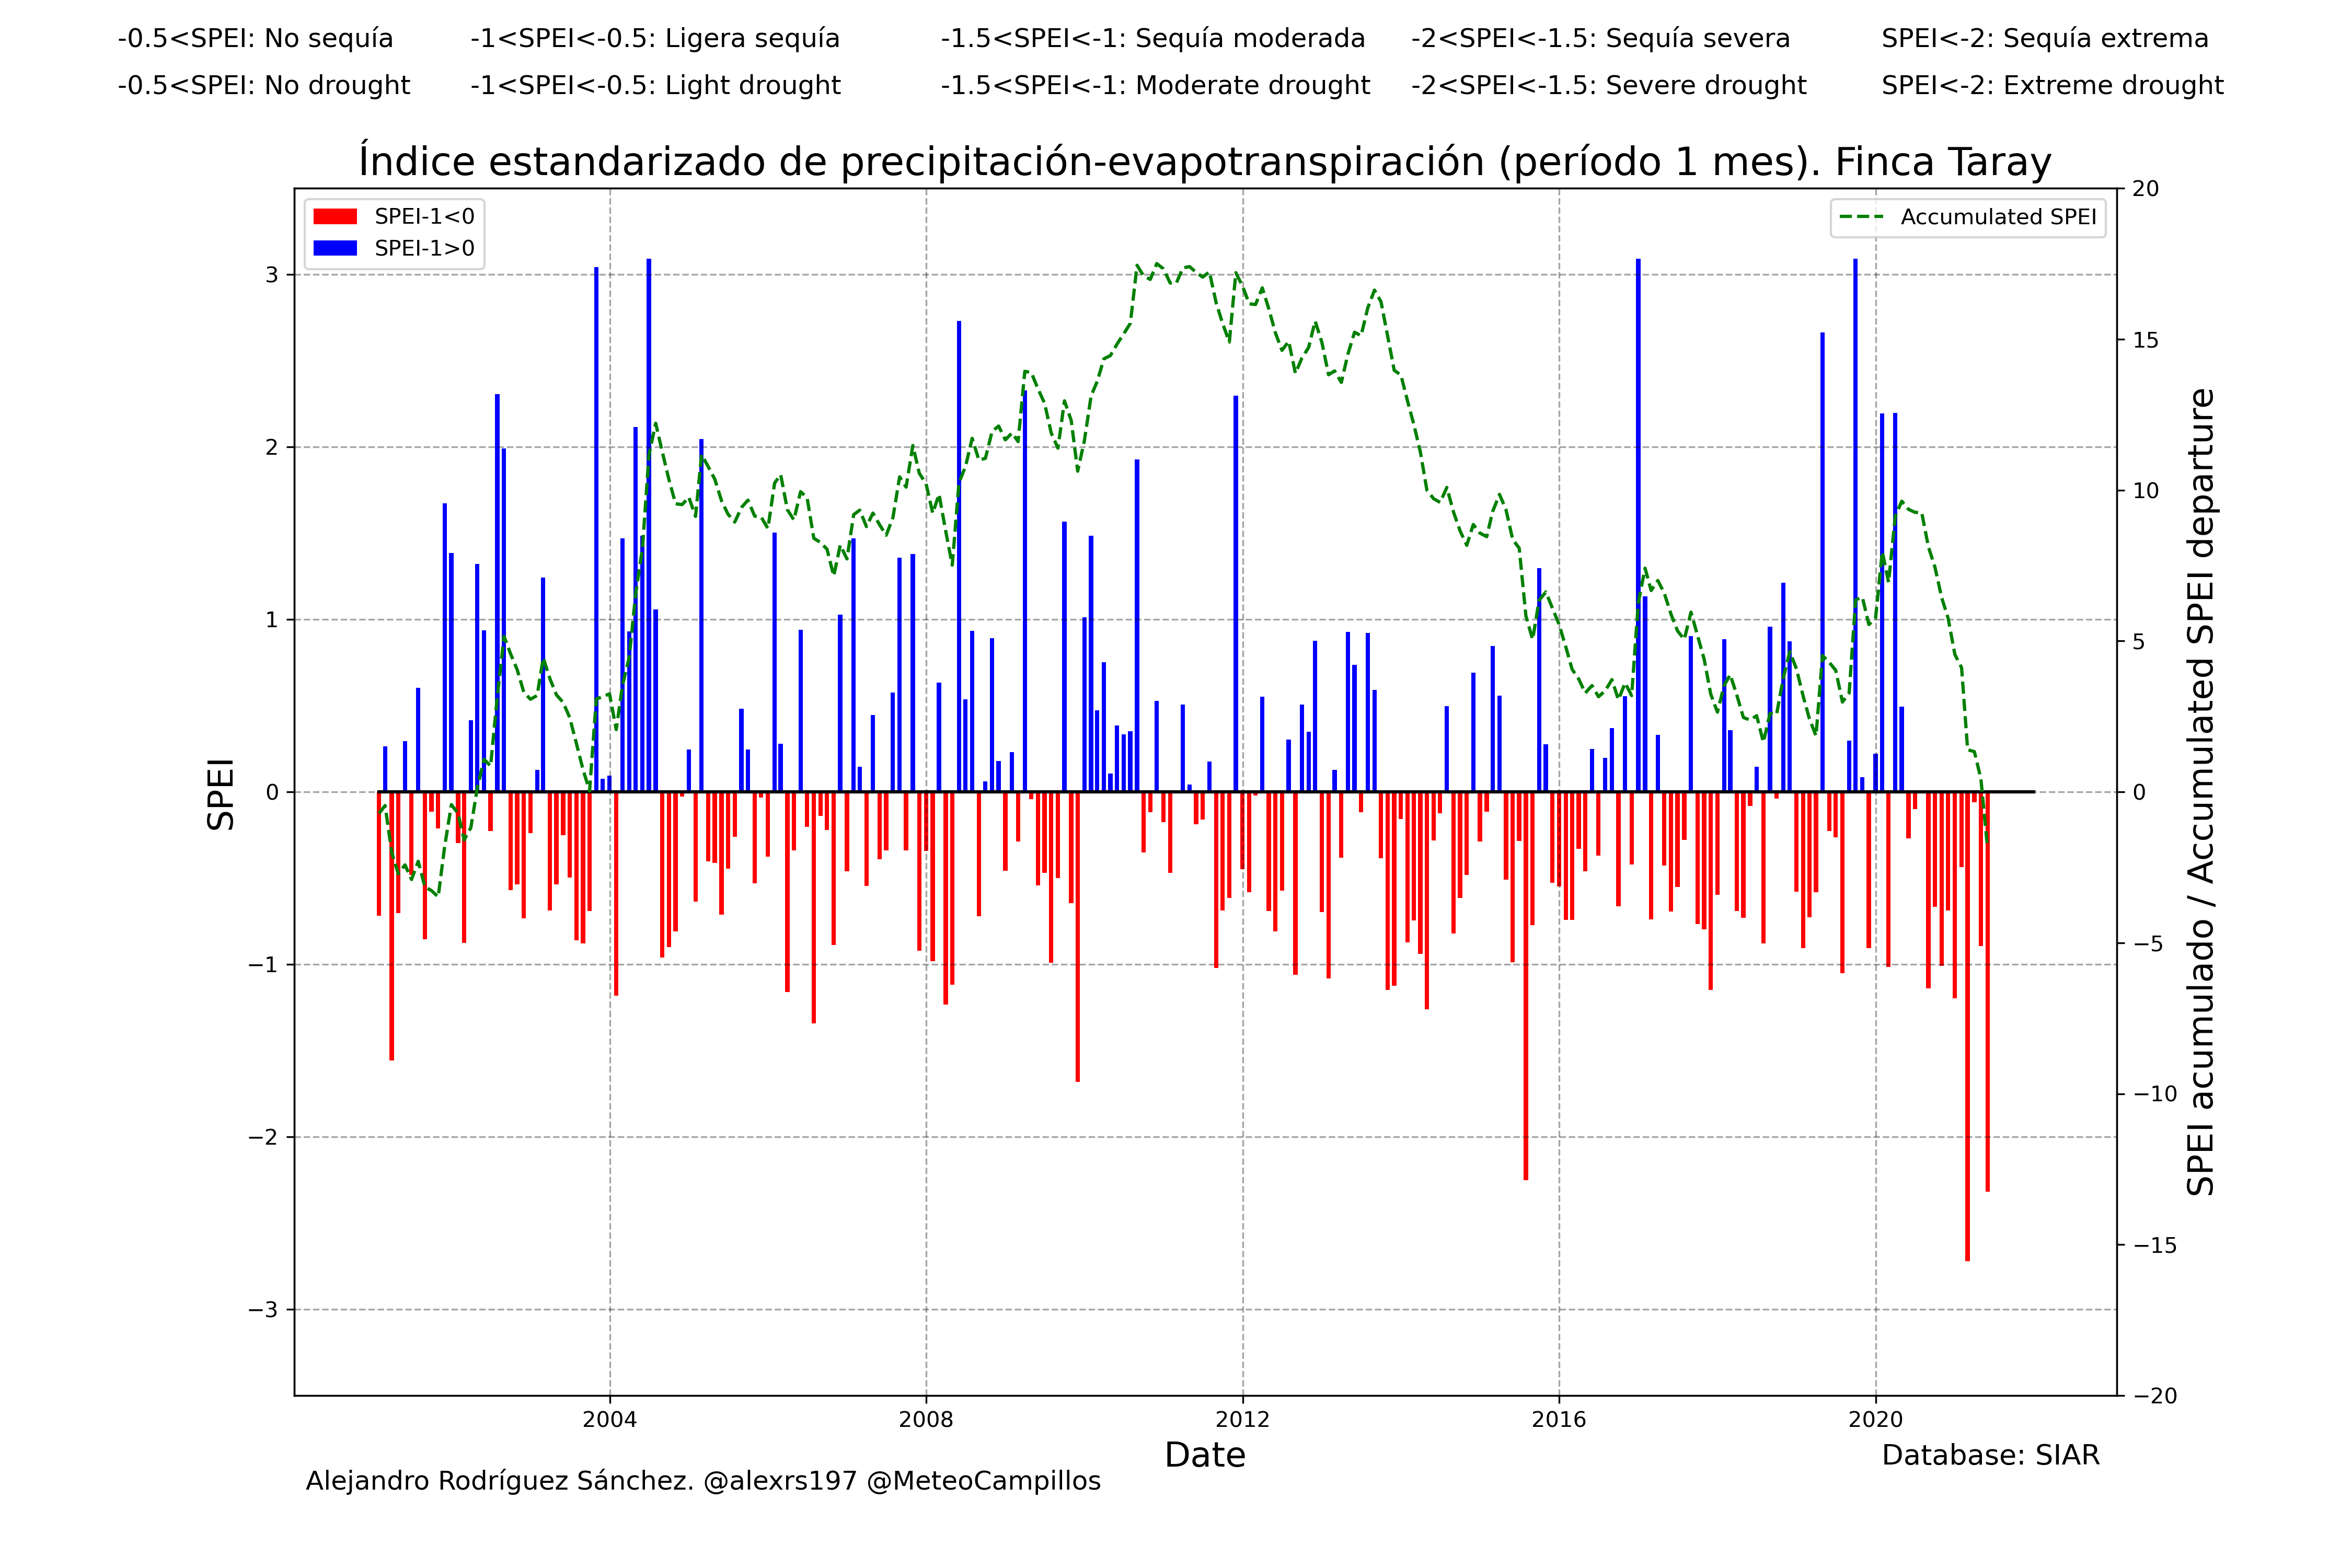 -0.5<SPEI: No sequía -1<SPEI<-0.5: Ligera sequía -1.5<SPEI<-1: Sequía moderada -2<SPEI<-1.5: Sequía severa SPEI<-2: Sequía extrema
-0.5<SPEI: No drought -1<SPEI<-0.5: Light drought -1.5<SPEI<-1: Moderate drought -2<SPEI<-1.5: Severe drought SPEI<-2: Extreme drought
Índice estandarizado de precipitación-evapotranspiración (período 1 mes). Finca Taray
SPEI-1<0
SPEI-1>0
Accumulated SPEI
SPEI
3
2
1
0
−1
−2
−3
20
15
10
5
0
−5
−10
−15
−20
SPEI acumulado / Accumulated SPEI departure
2004 2008 2012 2016 2020
Date
Database: SIAR
Alejandro Rodríguez Sánchez. @alexrs197 @MeteoCampillos